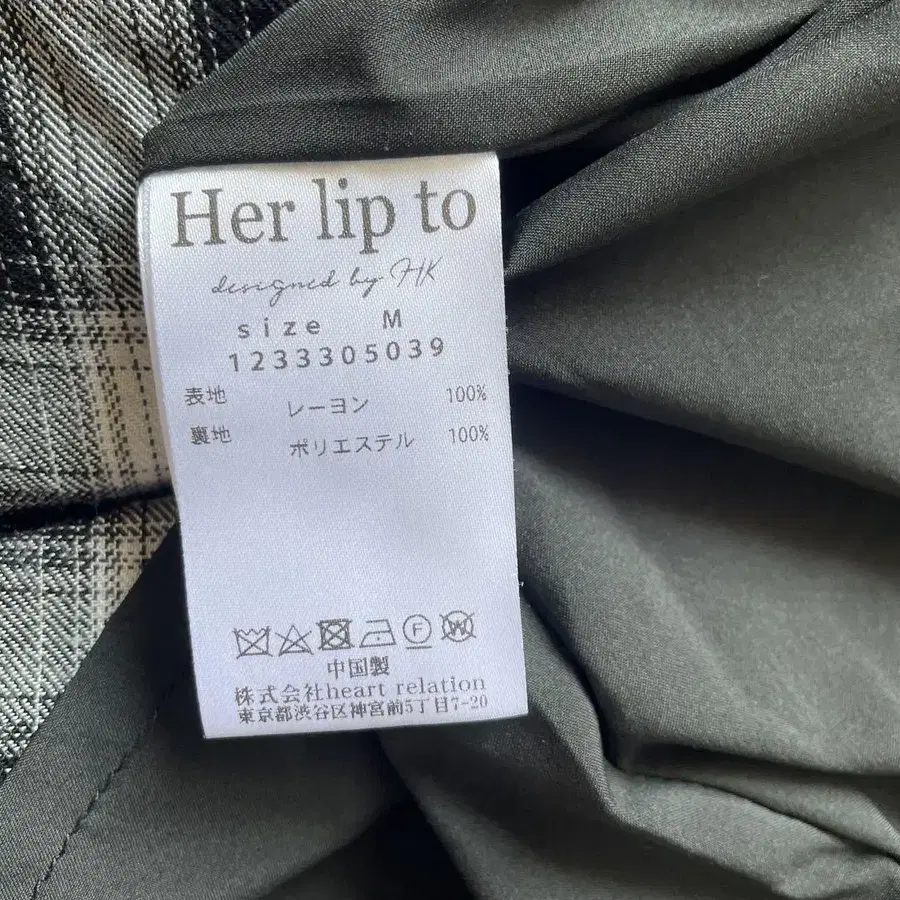 Her lip to
designed by HK
size M
1233305039
表地 レーヨン 100%
裏地 ポリエステル 100%
F W
中国製
株式会社heart relation
東京都渋谷区神宮前5丁目7-20